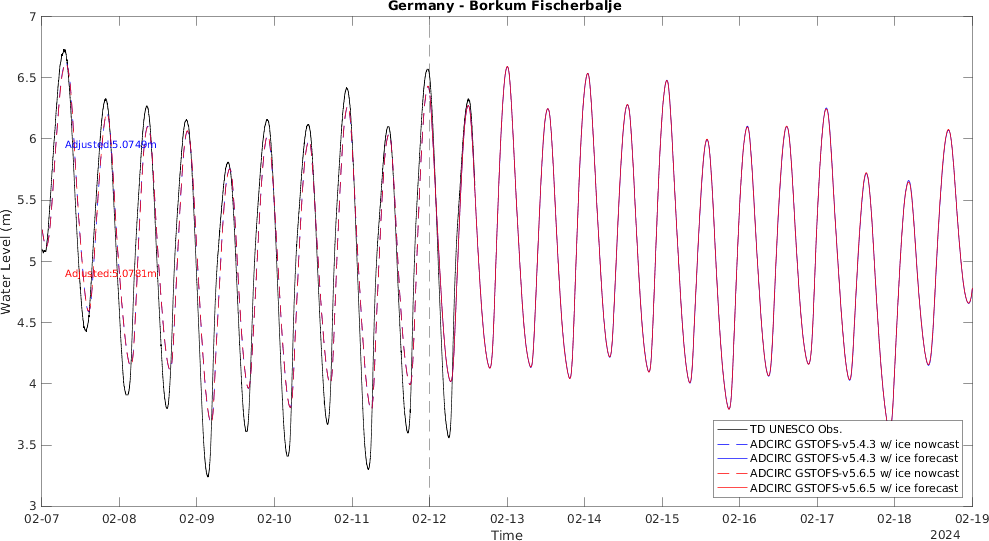 Germany - Borkum Fischerbalje
7
6.5
6
5.5
5
4.5
4
3.5
3
Water Level (m)
Adjusted:5.0749m
Adjusted:5.0781m
TD UNESCO Obs.
ADCIRC GSTOFS-v5.4.3 w/ ice nowcast
ADCIRC GSTOFS-v5.4.3 w/ ice forecast
ADCIRC GSTOFS-v5.6.5 w/ ice nowcast
ADCIRC GSTOFS-v5.6.5 w/ ice forecast
02-07 02-08 02-09 02-10 02-11 02-12 02-13 02-14 02-15 02-16 02-17 02-18 02-19
Time
2024